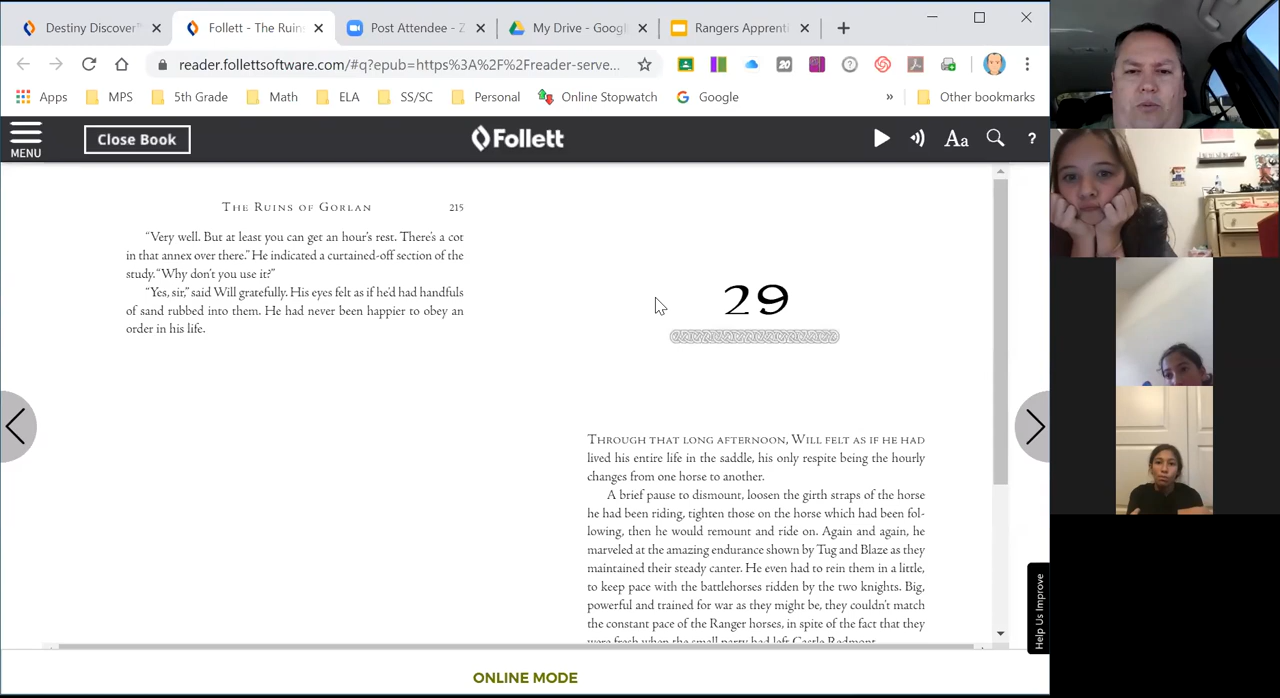 Destiny Discover
Follett - The Ruin
Post Attendee - Z
My Drive - Googl
Rangers Apprenti
reader.follettsoftware.com/#q?epub=https%3A%2F%2Freader-serve...
Apps
MPS
5th Grade
Math
ELA
SS/SC
Personal
Online Stopwatch
Google
»
Other bookmarks
MENU
Close Book
Follett
Aa
?
THE RUINS OF GORLAN 215
“Very well. But at least you can get an hour’s rest. There’s a cot
in that annex over there.” He indicated a curtained-off section of the
study. “Why don’t you use it?”
“Yes, sir,” said Will gratefully. His eyes felt as if he’d had handfuls
of sand rubbed into them. He had never been happier to obey an
order in his life.
29
THROUGH THAT LONG AFTERNOON, WILL FELT AS IF HE HAD
lived his entire life in the saddle, his only respite being the hourly
changes from one horse to another.
A brief pause to dismount, loosen the girth straps of the horse
he had been riding, tighten those on the horse which had been fol-
lowing, then he would remount and ride on. Again and again, he
marveled at the amazing endurance shown by Tug and Blaze as they
maintained their steady canter. He even had to rein them in a little,
to keep pace with the battlehorses ridden by the two knights. Big,
powerful and trained for war as they might be, they couldn’t match
the constant pace of the Ranger horses, in spite of the fact that they
were fresh when the small party had left Castle Redmont.
Help Us Improve
ONLINE MODE